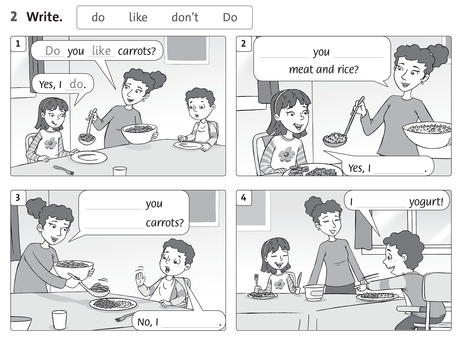 2 Write.
do like don't Do
1
Do you like carrots?
Yes, I do.
2
you
meat and rice?
Yes, I .
3
you
carrots?
No, I .
4
I yogurt!